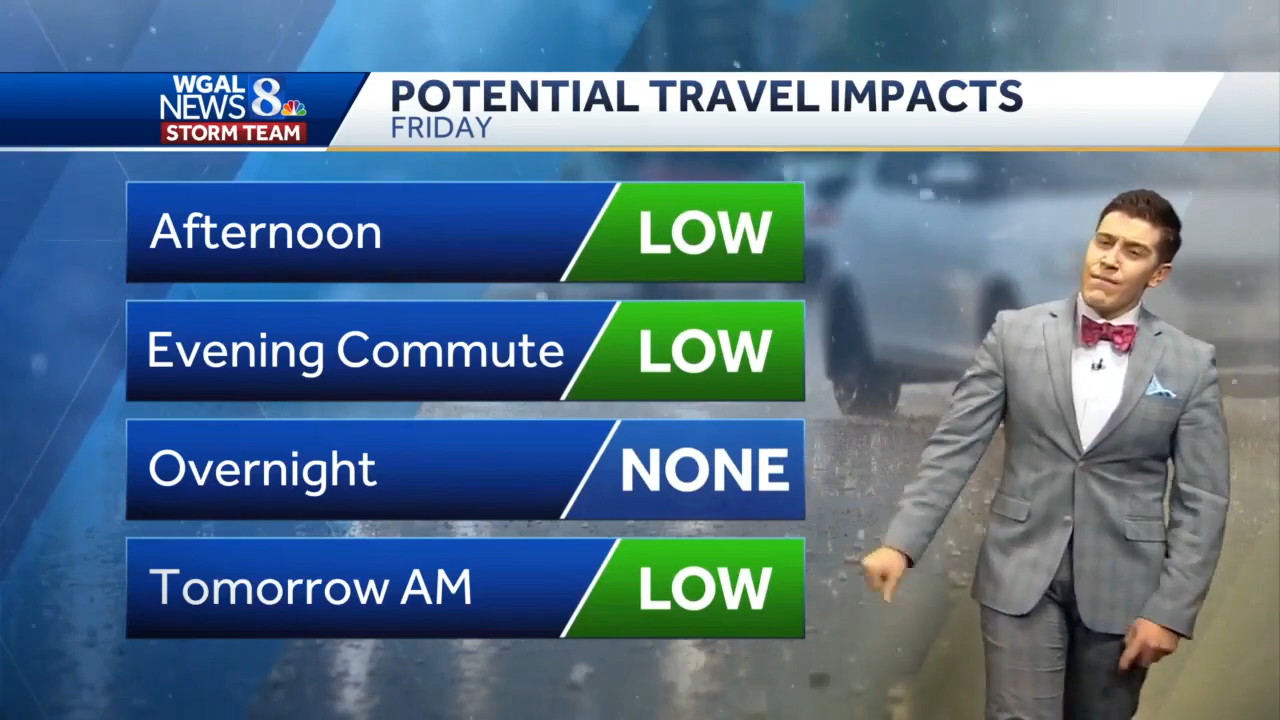 WGAL
NEWS 8
STORM TEAM
POTENTIAL TRAVEL IMPACTS
FRIDAY
Afternoon LOW
Evening Commute LOW
Overnight NONE
Tomorrow AM LOW